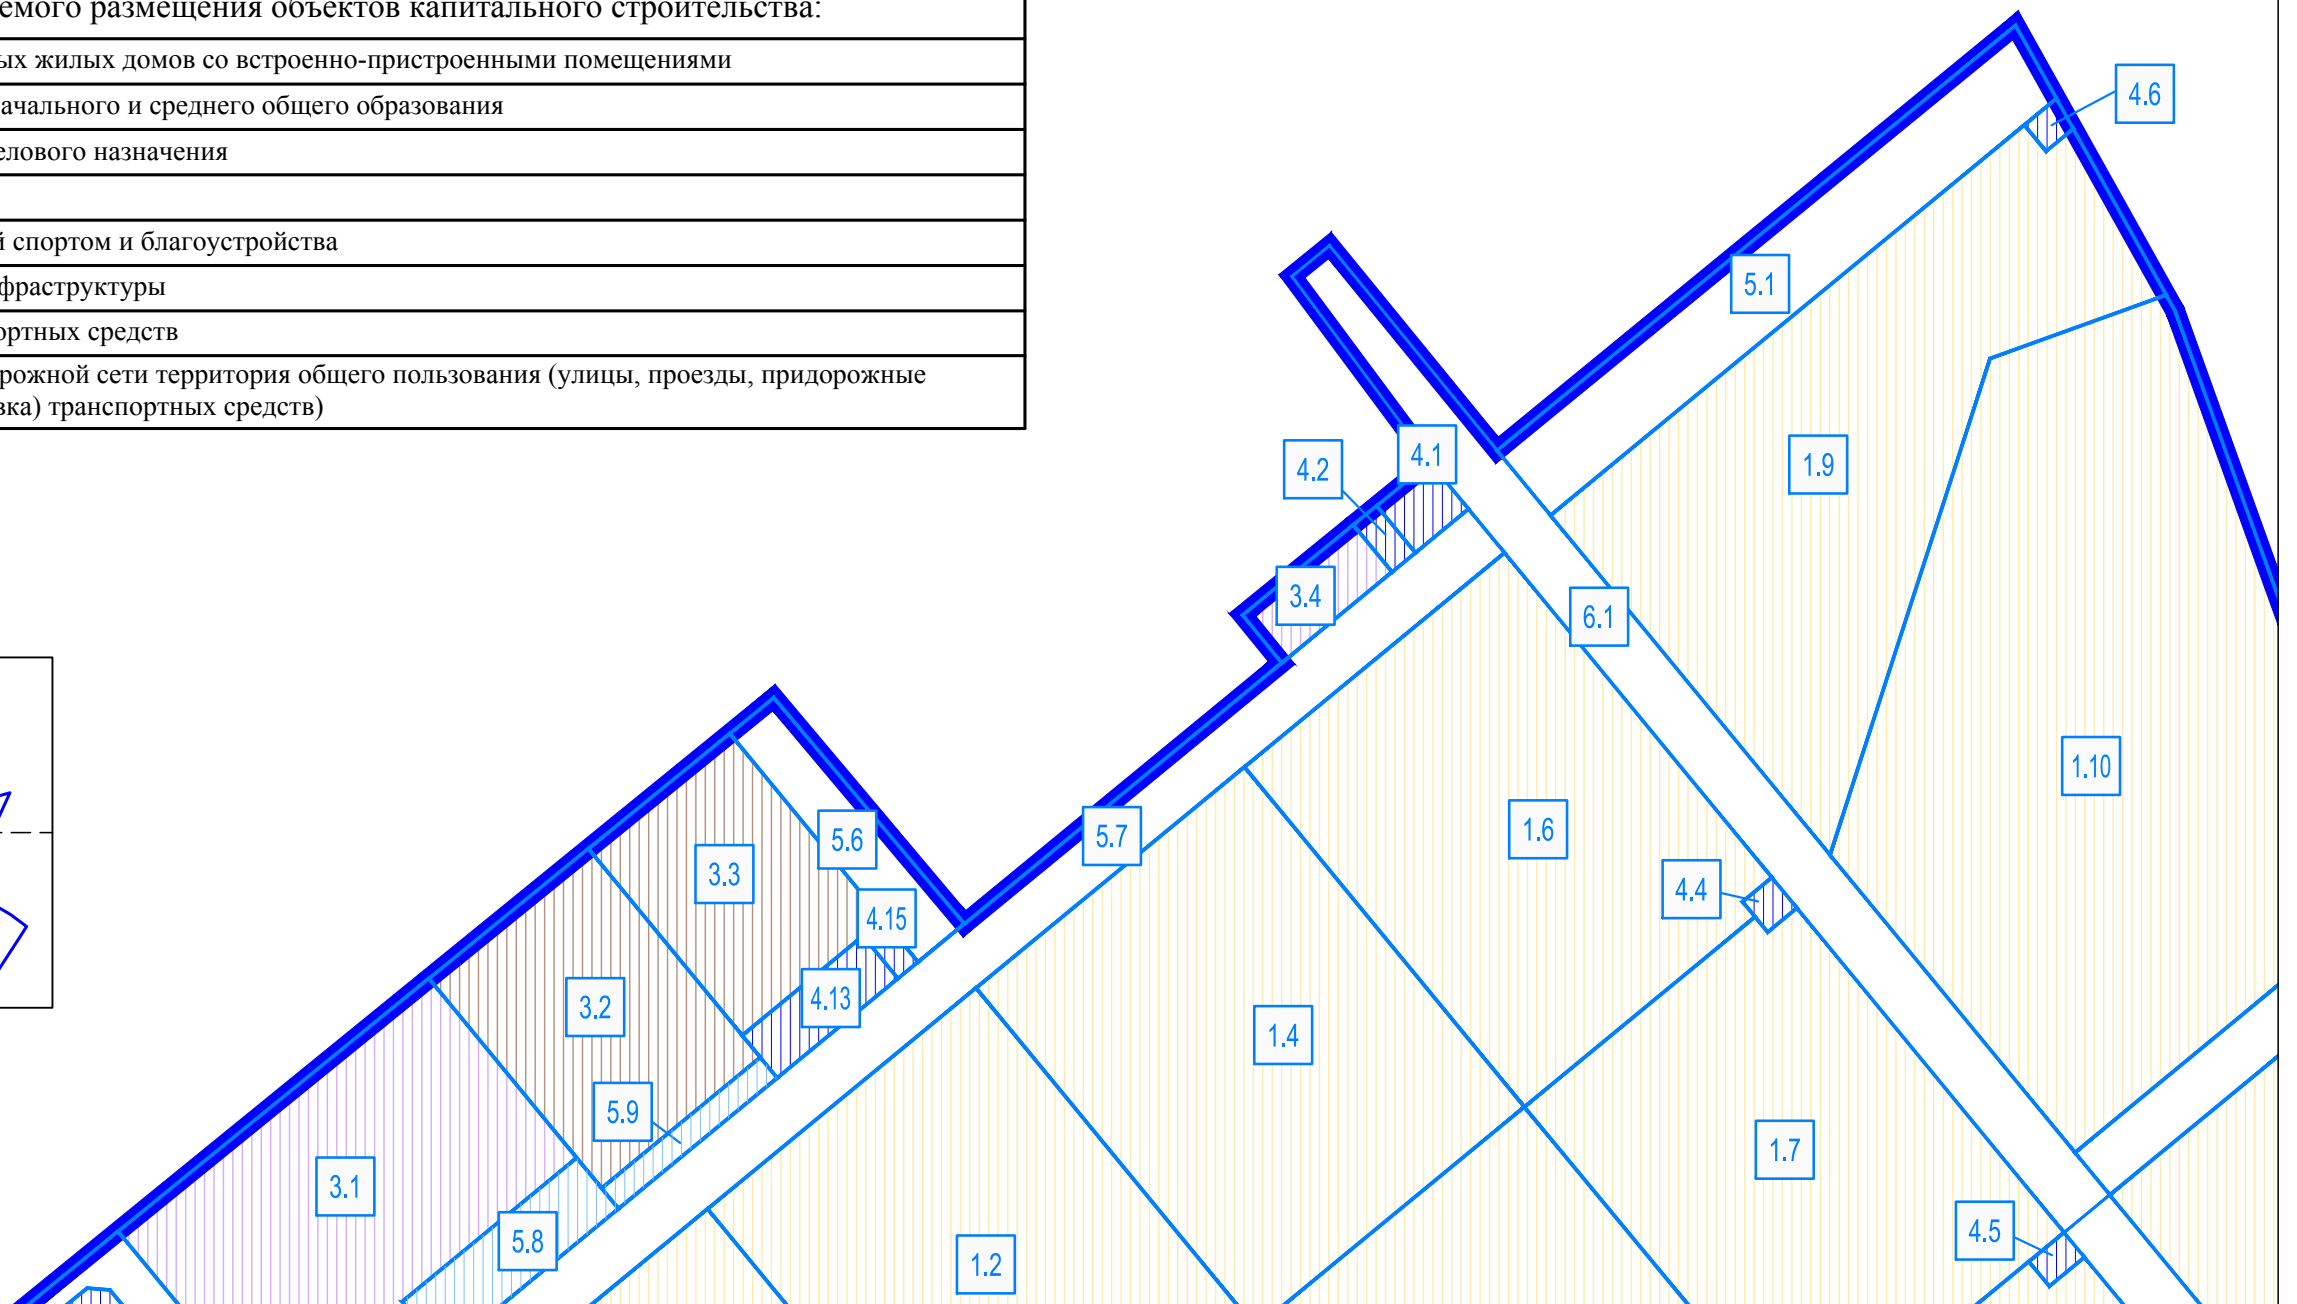 емого размещения объектов капитального строительства:
ых жилых домов со встроенно-пристроенными помещениями
ачального и среднего общего образования
елового назначения
й спортом и благоустройства
фраструктуры
ортных средств
рожной сети территория общего пользования (улицы, проезды, придорожные
вка) транспортных средств)
4.6
5.1
4.1
4.2
1.9
3.4
6.1
1.10
5.7
1.6
5.6
3.3
4.4
4.15
4.13
3.2
1.4
5.9
1.7
3.1
4.5
5.8
1.2